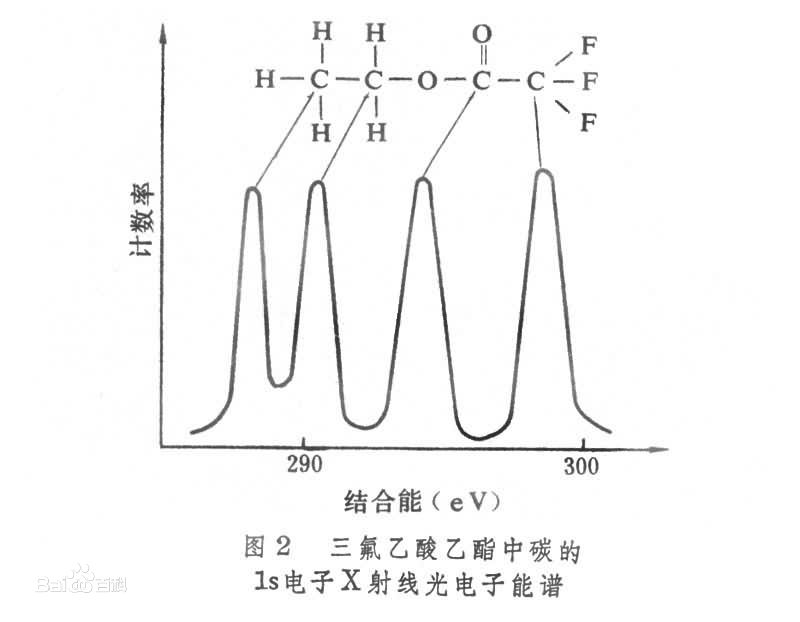 H H O F
H C C O C C F
H H F
计数率
290 300
结合能(eV)
图2 三氟乙酸乙酯中碳的
1s电子X射线光电子能谱
Bai百科